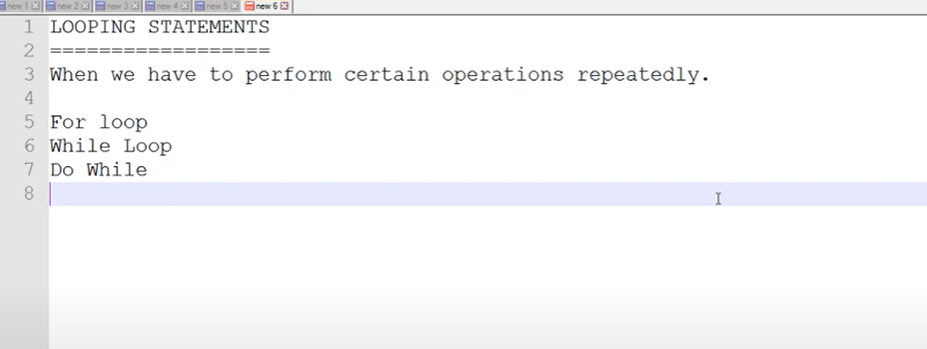 new 1 new 2 new 3 new 4 new 5 new 6
1 LOOPING STATEMENTS
2 ==================
3 When we have to perform certain operations repeatedly.
4
5 For loop
6 While Loop
7 Do While
8